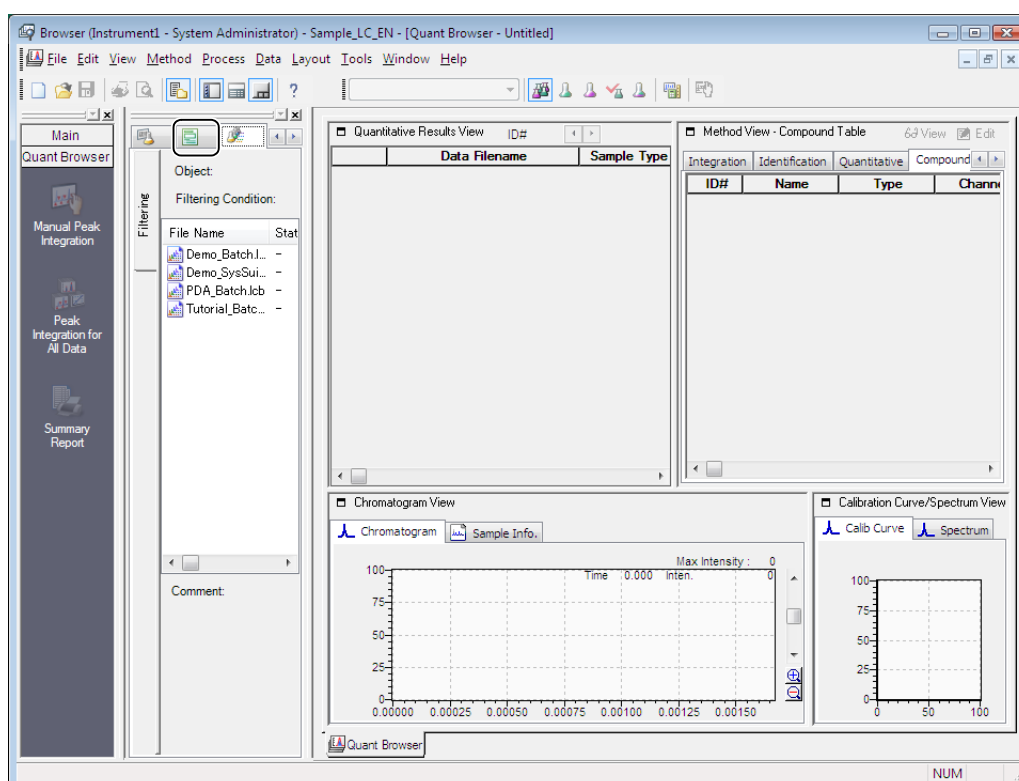 Browser (Instrument1 - System Administrator) - Sample_LC_EN - [Quant Browser - Untitled]
File Edit View Method Process Data Layout Tools Window Help
?
Main
Quant Browser
Manual Peak
Integration
Peak
Integration for
All Data
Summary
Report
Filtering
Object:
Filtering Condition:
File Name Stat
Demo_Batch.l... -
Demo_SysSui... -
PDA_Batch.lcb -
Tutorial_Batc... -
Comment:
Quantitative Results View ID#
Data Filename Sample Type
Method View - Compound Table View Edit
Integration Identification Quantitative Compound
ID# Name Type Chann
Chromatogram View
Chromatogram Sample Info.
Max Intensity : 0
Time 0.000 Inten. 0
100
75
50
25
0
0.00000 0.00025 0.00050 0.00075 0.00100 0.00125 0.00150
Calibration Curve/Spectrum View
Calib Curve Spectrum
100
75
50
25
0
0 50 100
Quant Browser
NUM